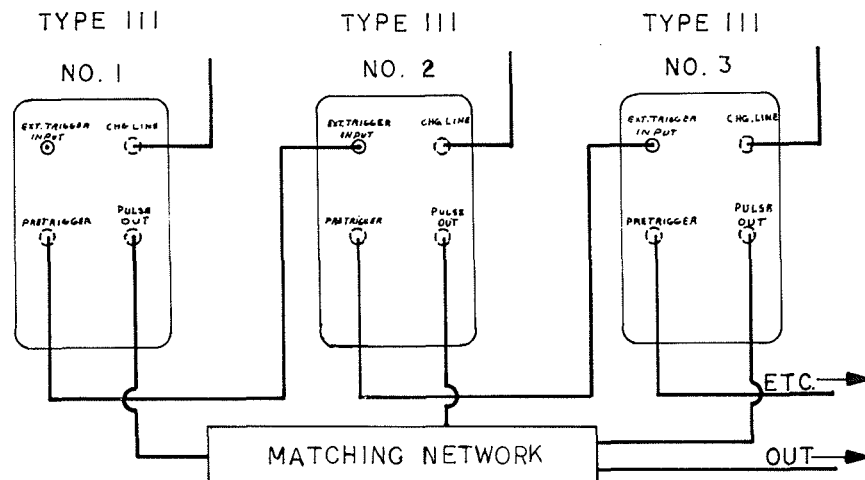 TYPE III
NO. 1
EXT. TRIGGER
INPUT
CHG LINE
PRETRIGGER
PULSE
OUT
TYPE III
NO. 2
EXT. TRIGGER
INPUT
CHG LINE
PRETRIGGER
PULSE
OUT
TYPE III
NO. 3
EXT. TRIGGER
INPUT
CHG. LINE
PRETRIGGER
PULSE
OUT
ETC.
MATCHING NETWORK
OUT